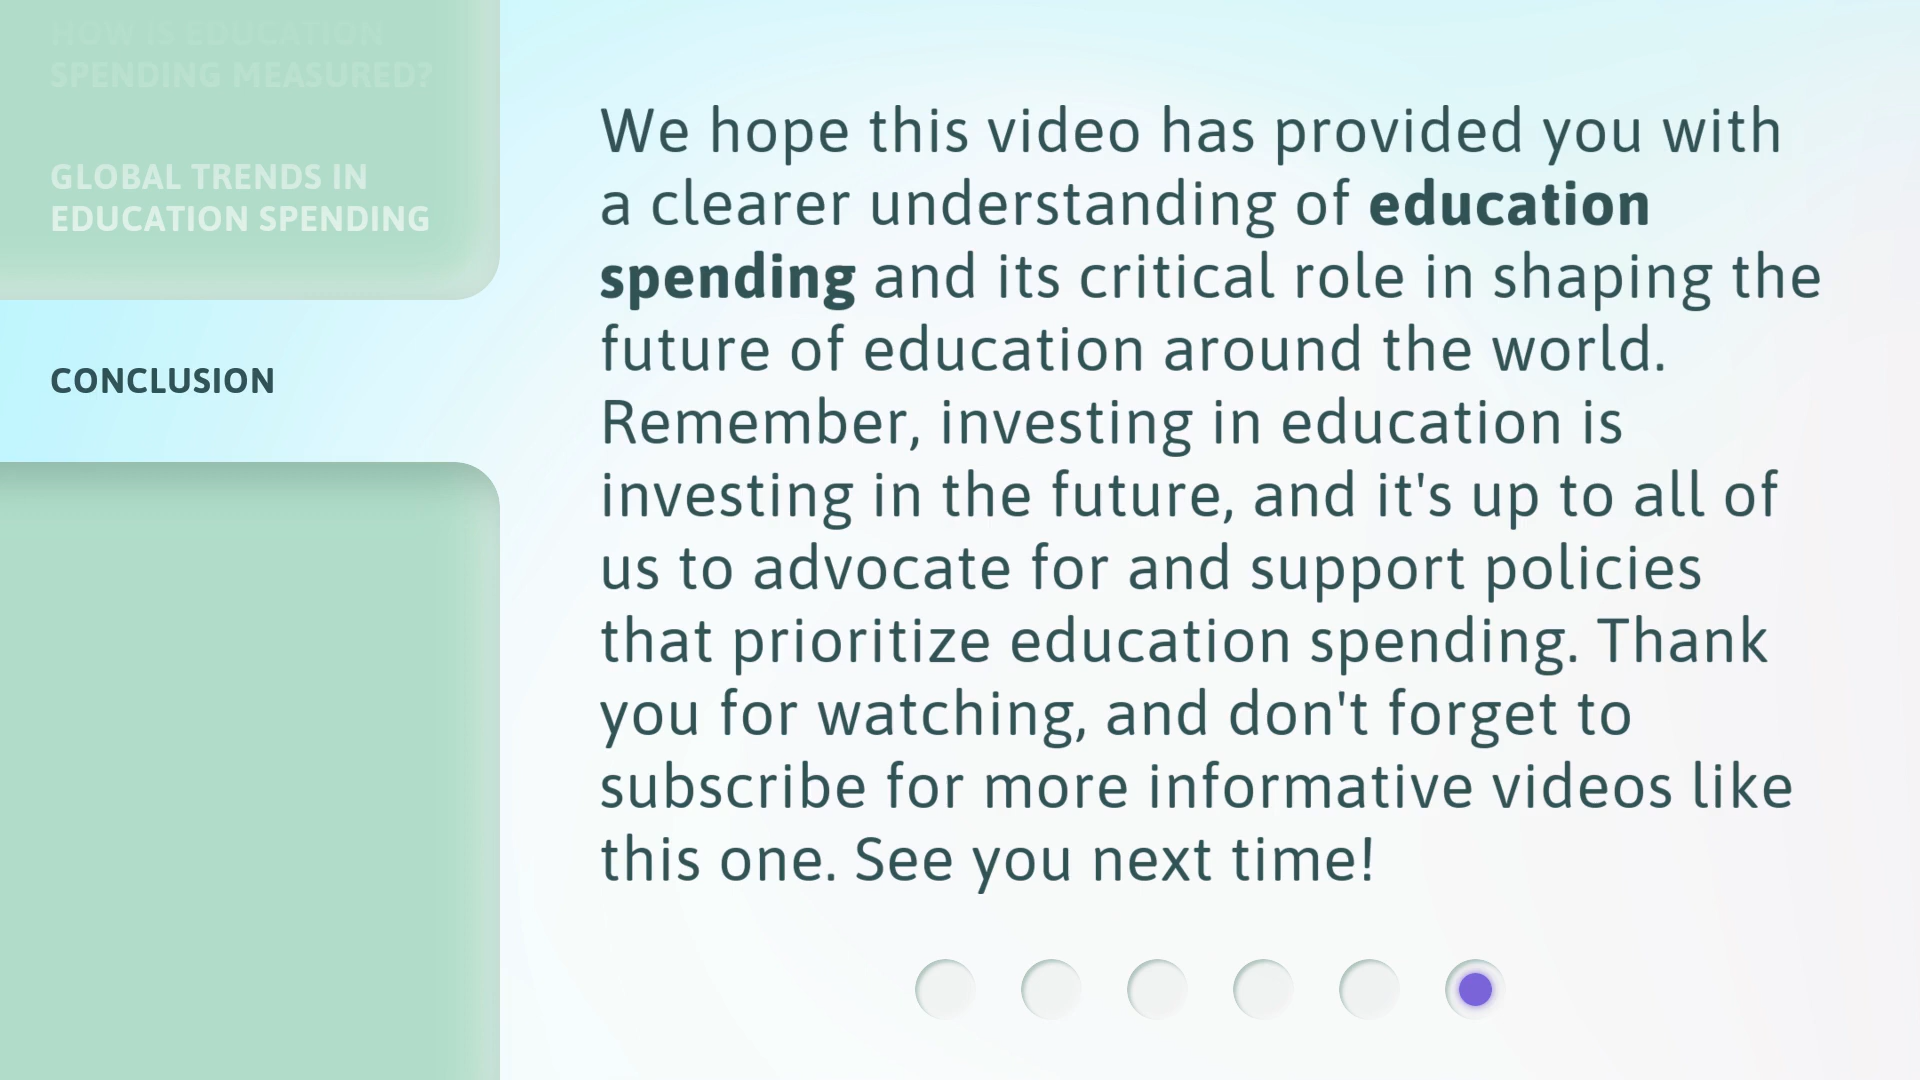 HOW IS EDUCATION
SPENDING MEASURED?
GLOBAL TRENDS IN
EDUCATION SPENDING
CONCLUSION
We hope this video has provided you with
a clearer understanding of education
spending and its critical role in shaping the
future of education around the world.
Remember, investing in education is
investing in the future, and it's up to all of
us to advocate for and support policies
that prioritize education spending. Thank
you for watching, and don't forget to
subscribe for more informative videos like
this one. See you next time!